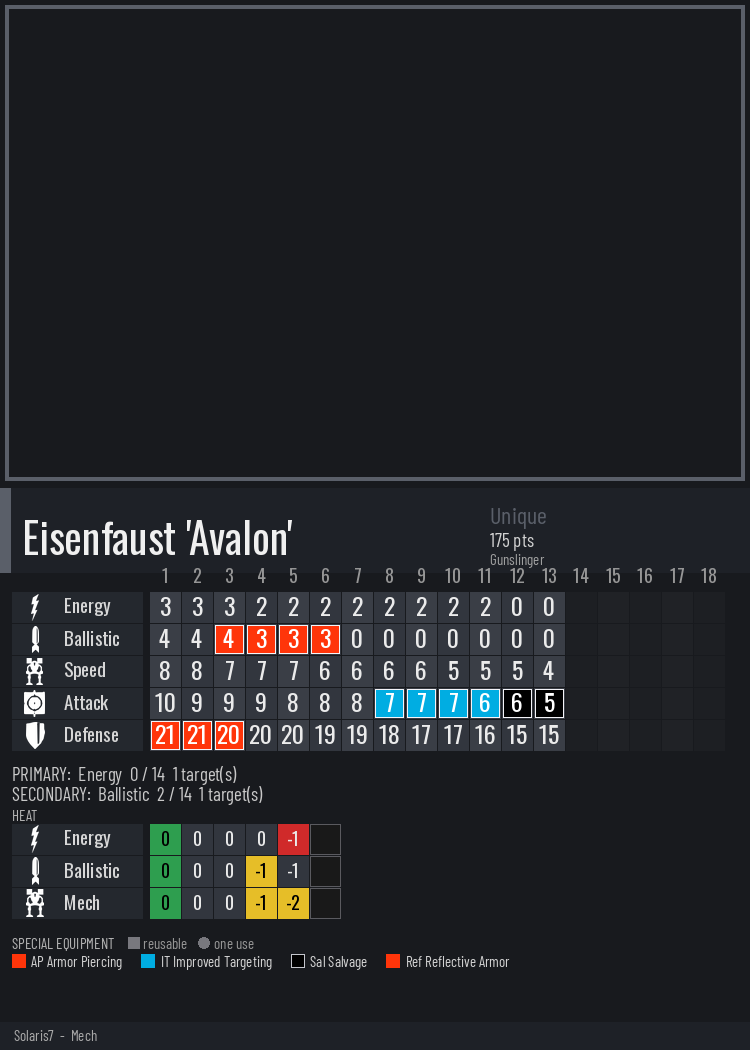 Eisenfaust 'Avalon'
Unique
175 pts
Gunslinger
1 2 3 4 5 6 7 8 9 10 11 12 13 14 15 16 17 18
Energy 3 3 3 2 2 2 2 2 2 2 2 0 0
Ballistic 4 4 4 3 3 3 0 0 0 0 0 0 0
Speed 8 8 7 7 7 6 6 6 6 5 5 5 4
Attack 10 9 9 9 8 8 8 7 7 7 6 6 5
Defense 21 21 20 20 20 19 19 18 17 17 16 15 15
PRIMARY: Energy 0 / 14 1 target(s)
SECONDARY: Ballistic 2 / 14 1 target(s)
HEAT
Energy 0 0 0 0 -1
Ballistic 0 0 0 -1 -1
Mech 0 0 0 -1 -2
SPECIAL EQUIPMENT reusable one use
AP Armor Piercing IT Improved Targeting Sal Salvage Ref Reflective Armor
Solaris7 - Mech